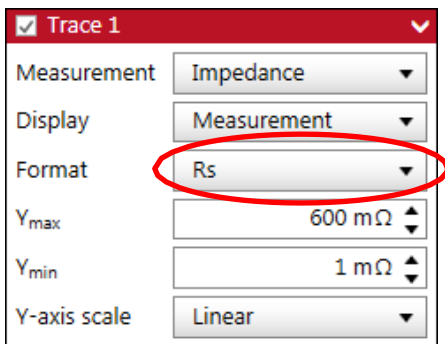 Trace 1
Measurement Impedance
Display Measurement
Format Rs
Ymax 600 mΩ
Ymin 1 mΩ
Y-axis scale Linear